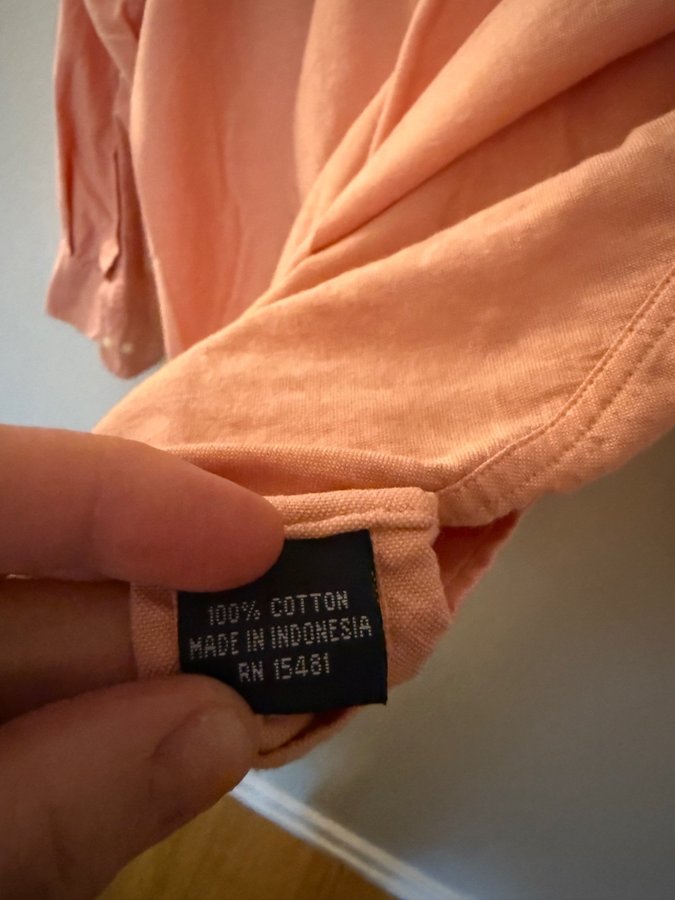 100% COTTON
MADE IN INDONESIA
RN 15481